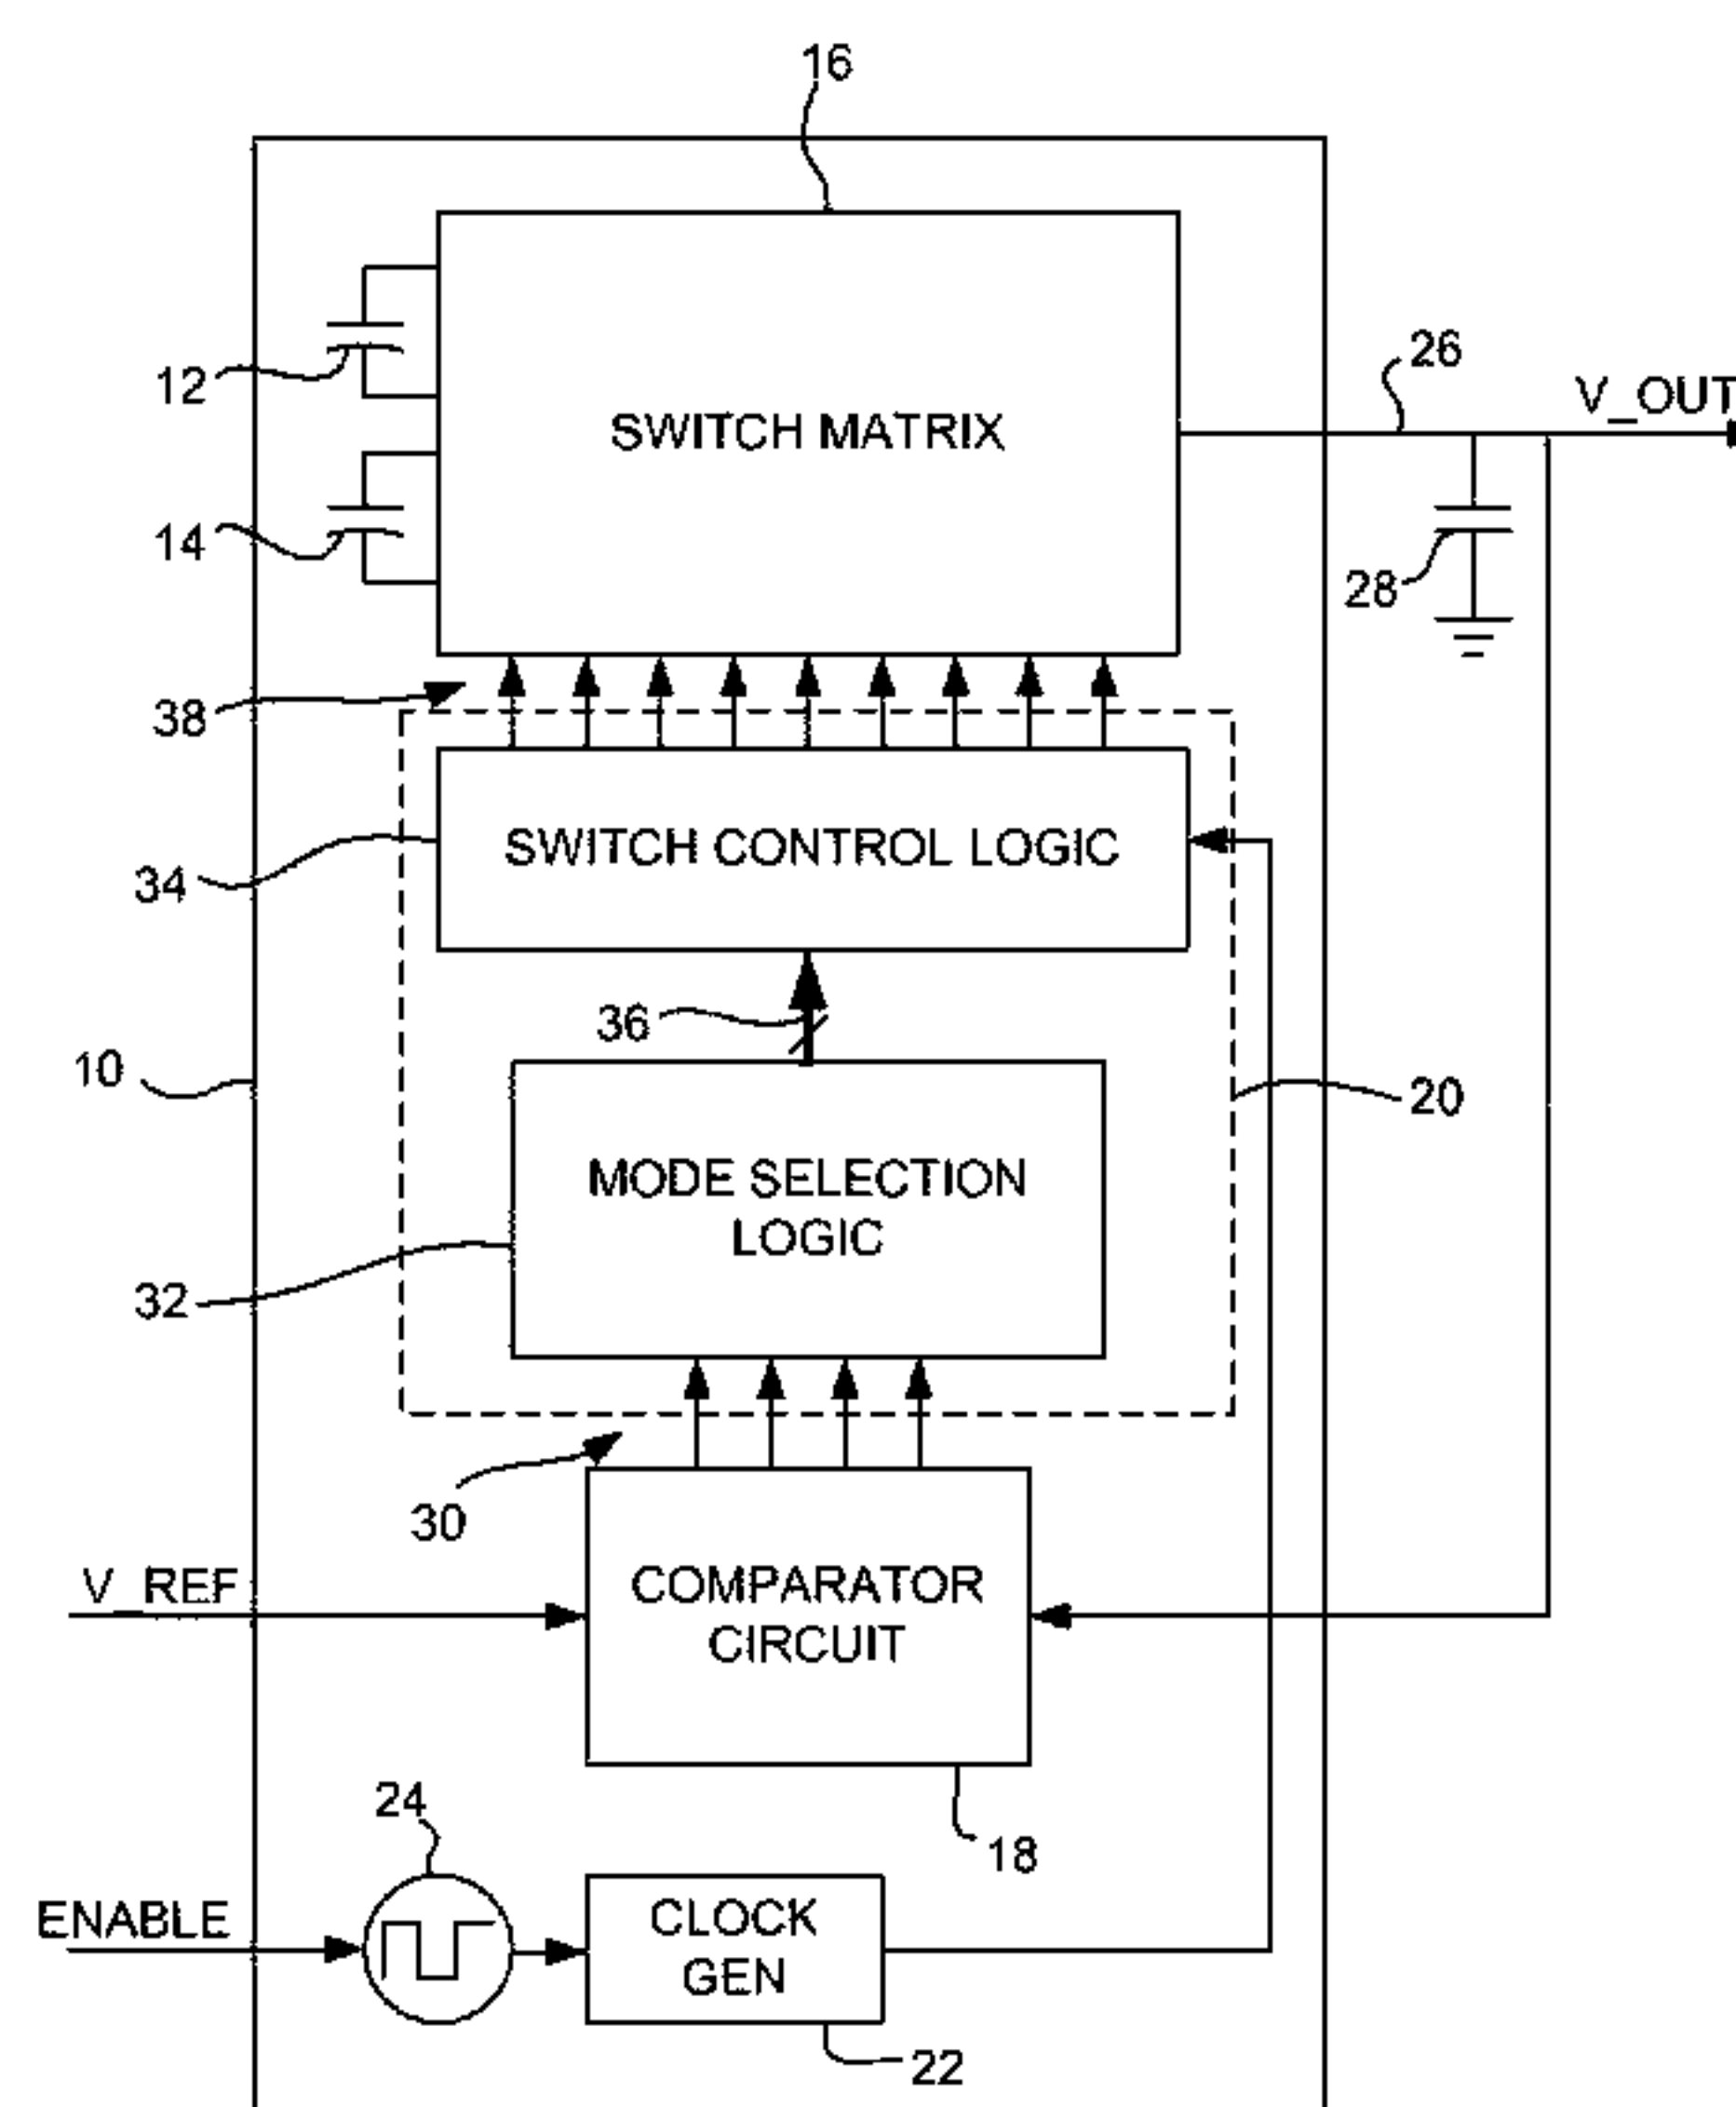 16
26
V_OUT
12
SWITCH MATRIX
14
28
38
SWITCH CONTROL LOGIC
34
36
10
20
MODE SELECTION
LOGIC
32
30
V_REF
COMPARATOR
CIRCUIT
24
18
ENABLE
CLOCK
GEN
22